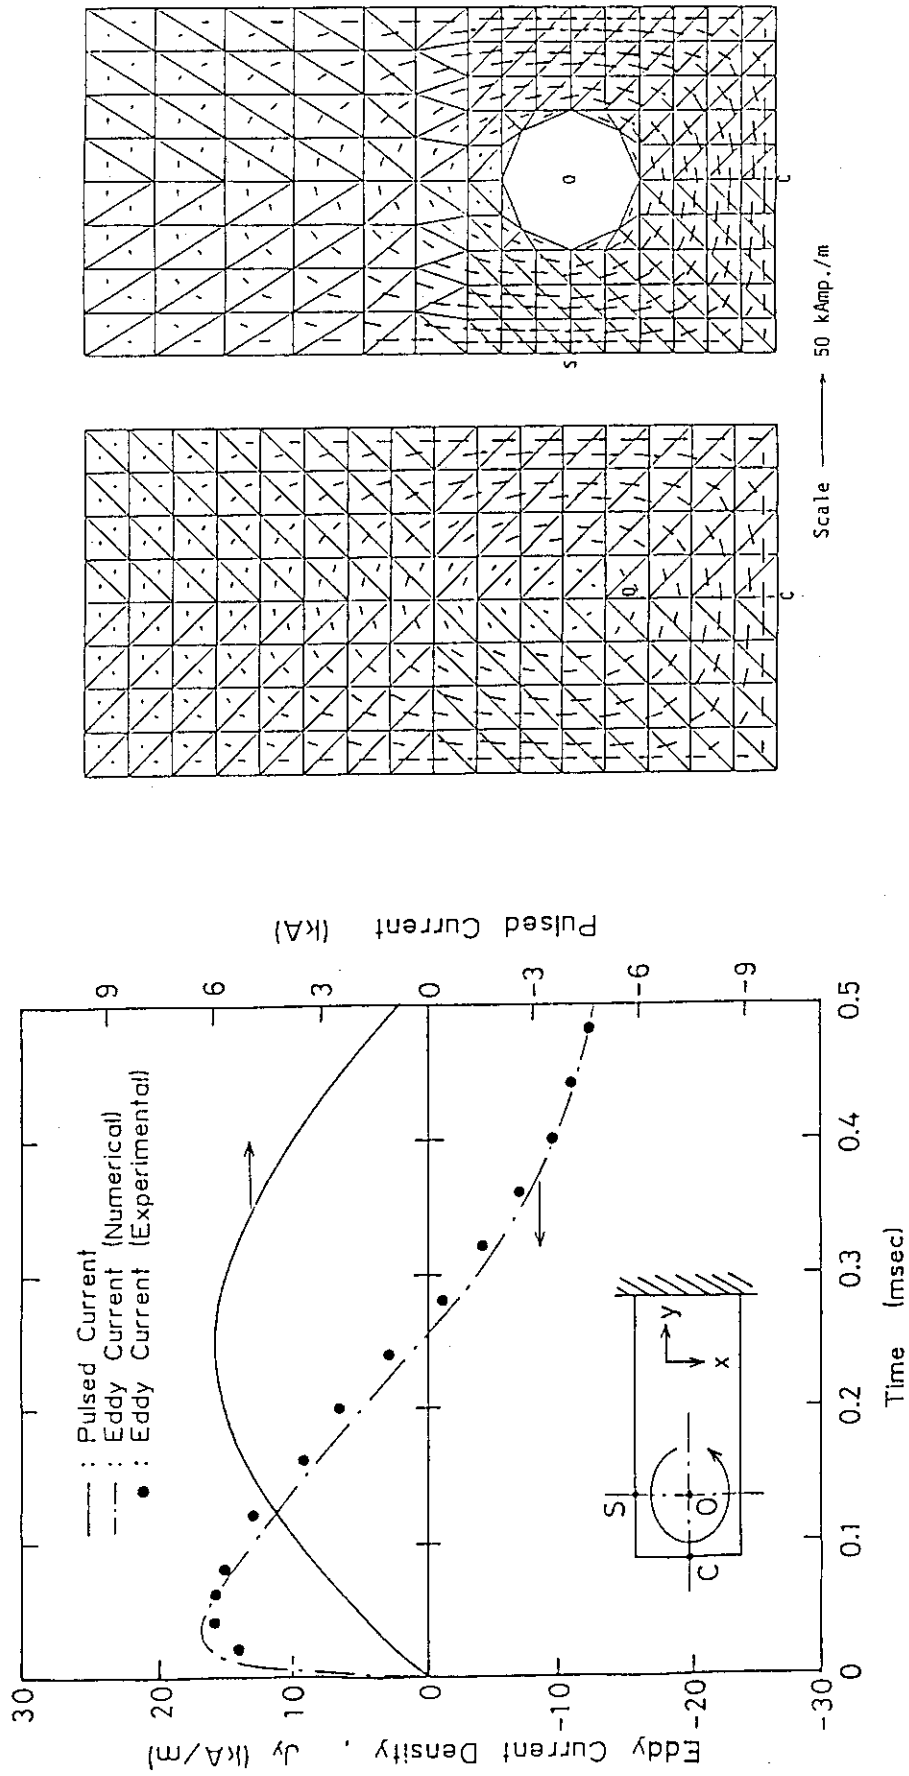 — : Pulsed Current
—·— : Eddy Current (Numerical)
● : Eddy Current (Experimental)
Eddy Current Density , Jy (kA/m)
30
20
10
0
-10
-20
-30
Pulsed Current (kA)
9
6
3
0
-3
-6
-9
0
0.1
0.2
0.3
0.4
0.5
Time (msec)
S
C
O
y
x
O
C
S
O
C
Scale ⟶ 50 kAmp./m